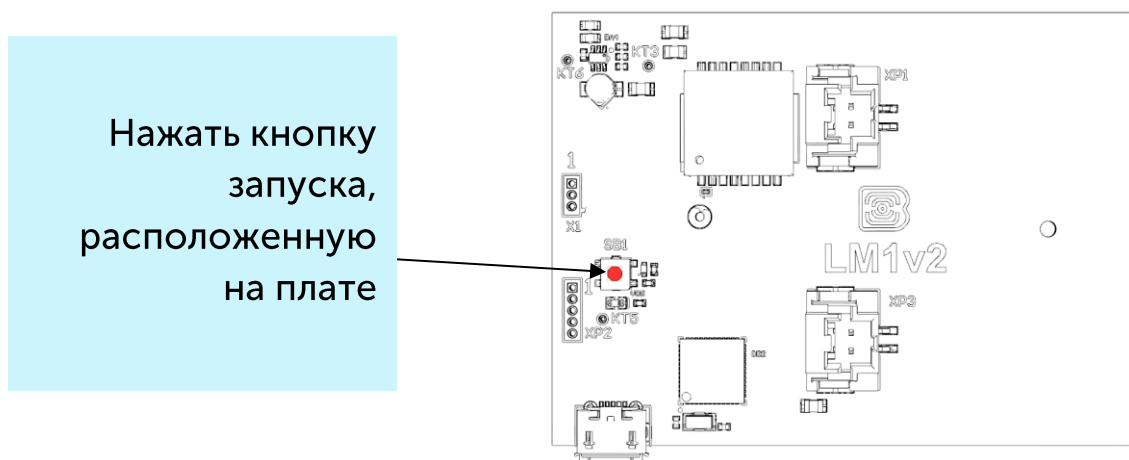 Нажать кнопку
запуска,
расположенную
на плате
KT6
KT3
XP1
1
X1
SB1
1
KT5
XP2
LM1v2
XP3